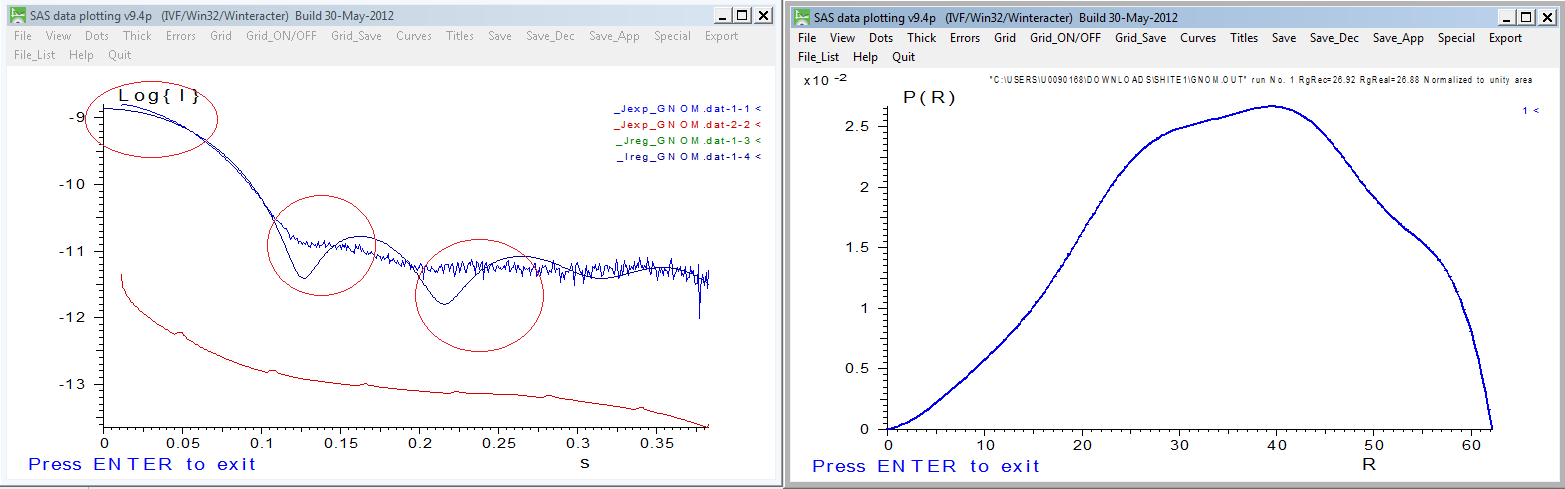 SAS data plotting v9.4p (IVF/Win32/Winteracter) Build 30-May-2012
File View Dots Thick Errors Grid Grid_ON/OFF Grid_Save Curves Titles Save Save_Dec Save_App Special Export
File_List Help Quit
Log{I}
_Jexp_GNOM.dat-1-1 <
_Jexp_GNOM.dat-2-2 <
_Jreg_GNOM.dat-1-3 <
_Ireg_GNOM.dat-1-4 <
-9
-10
-11
-12
-13
0 0.05 0.1 0.15 0.2 0.25 0.3 0.35
s
Press ENTER to exit
SAS data plotting v9.4p (IVF/Win32/Winteracter) Build 30-May-2012
File View Dots Thick Errors Grid Grid_ON/OFF Grid_Save Curves Titles Save Save_Dec Save_App Special Export
File_List Help Quit
x10 -2
"C:\USERS\U0090168\DOWNLOADS\SHITE1\GNOM.OUT" run No. 1 RgRec=26.92 RgReal=26.88 Normalized to unity area
P(R)
1 <
2.5
2
1.5
1
0.5
0
0 10 20 30 40 50 60
R
Press ENTER to exit